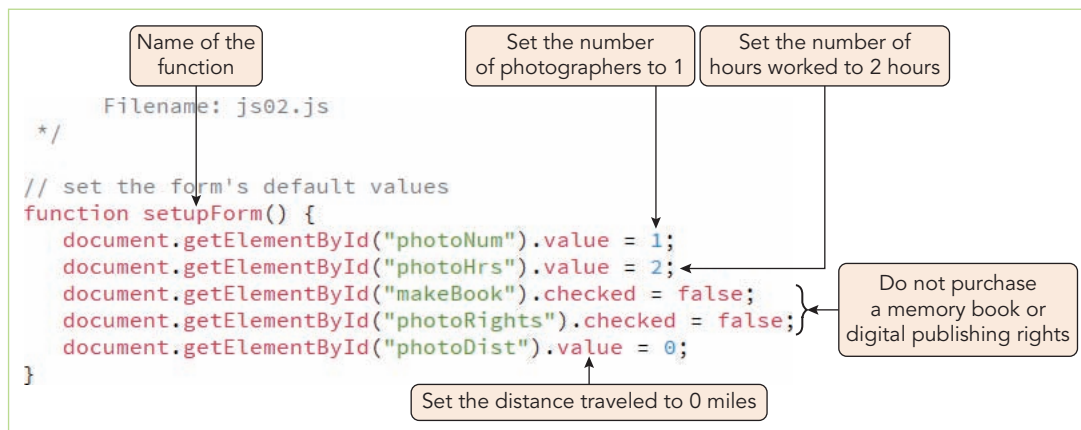 Name of the
function
Set the number
of photographers to 1
Set the number of
hours worked to 2 hours
Filename: js02.js
*/
// set the form's default values
function setupForm() {
document.getElementById("photoNum").value = 1;
document.getElementById("photoHrs").value = 2;
document.getElementById("makeBook").checked = false;
document.getElementById("photoRights").checked = false;
document.getElementById("photoDist").value = 0;
}
Do not purchase
a memory book or
digital publishing rights
Set the distance traveled to 0 miles